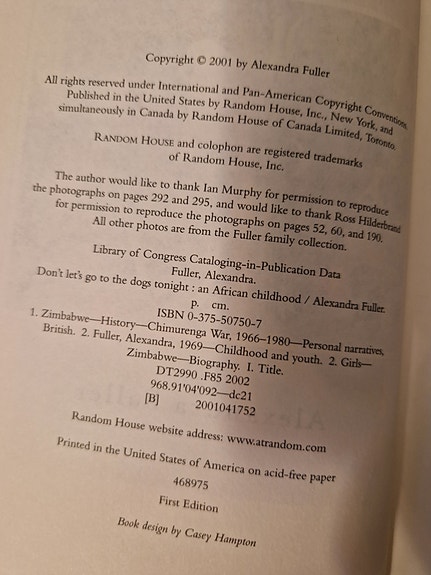 Copyright © 2001 by Alexandra Fuller
All rights reserved under International and Pan-American Copyright Conventions.
Published in the United States by Random House, Inc., New York, and
simultaneously in Canada by Random House of Canada Limited, Toronto.
RANDOM HOUSE and colophon are registered trademarks
of Random House, Inc.
The author would like to thank Ian Murphy for permission to reproduce
the photographs on pages 292 and 295, and would like to thank Ross Hilderbrand
for permission to reproduce the photographs on pages 52, 60, and 190.
All other photos are from the Fuller family collection.
Library of Congress Cataloging-in-Publication Data
Fuller, Alexandra.
Don't let's go to the dogs tonight : an African childhood / Alexandra Fuller.
p. cm.
ISBN 0-375-50750-7
1. Zimbabwe—History—Chimurenga War, 1966–1980—Personal narratives,
British. 2. Fuller, Alexandra, 1969—Childhood and youth. 2. Girls—
Zimbabwe—Biography. I. Title.
DT2990 .F85 2002
968.91'04'092—dc21
[B] 2001041752
Random House website address: www.atrandom.com
Printed in the United States of America on acid-free paper
468975
First Edition
Book design by Casey Hampton